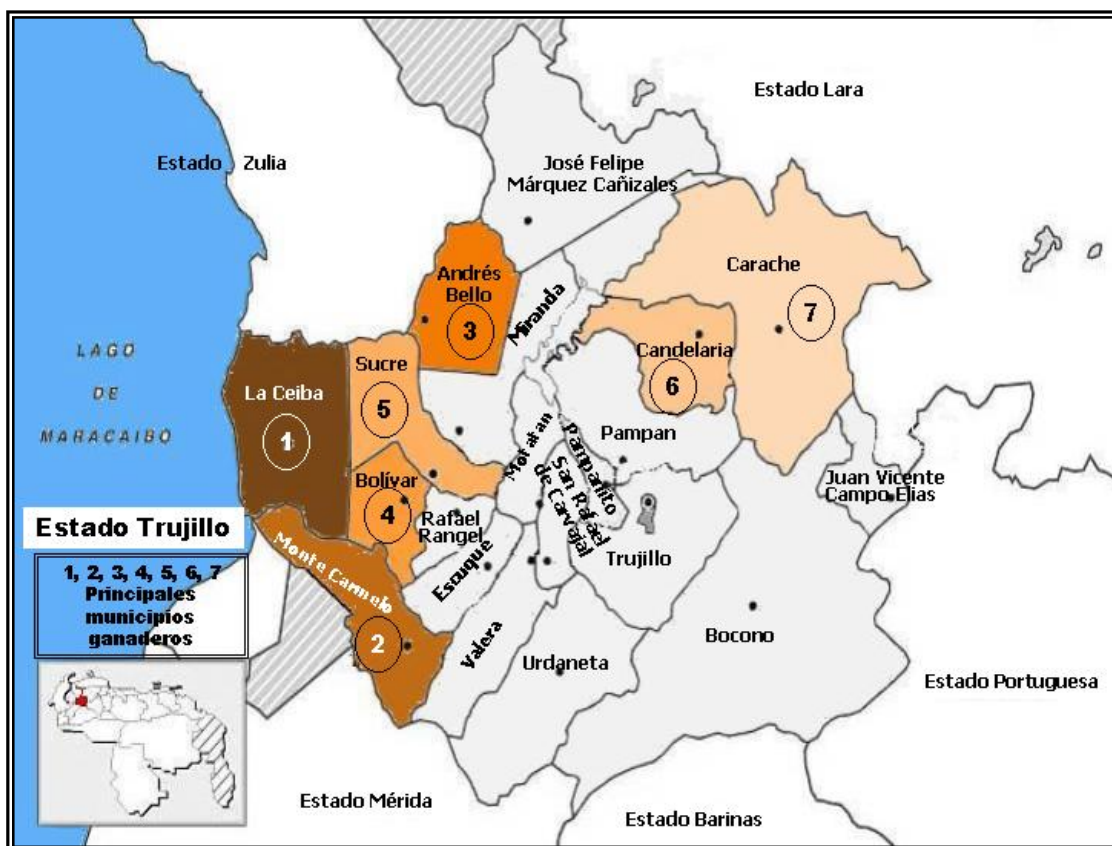 Estado Lara
Estado Zulia
José Felipe
Márquez Cañizales
Andrés
Bello
3
Miranda
Carache
7
Candelaria
6
LAGO
DE
MARACAIBO
La Ceiba
1
Sucre
5
Bolívar
4
Motatan
Pampanito
San Rafael
de Carvajal
Pampan
Juan Vicente
Campo Elias
Rafael
Rangel
Escuque
Trujillo
Monte Carmelo
2
Valera
Urdaneta
Bocono
Estado Trujillo
1, 2, 3, 4, 5, 6, 7
Principales
municipios
ganaderos
Estado Portuguesa
Estado Mérida
Estado Barinas